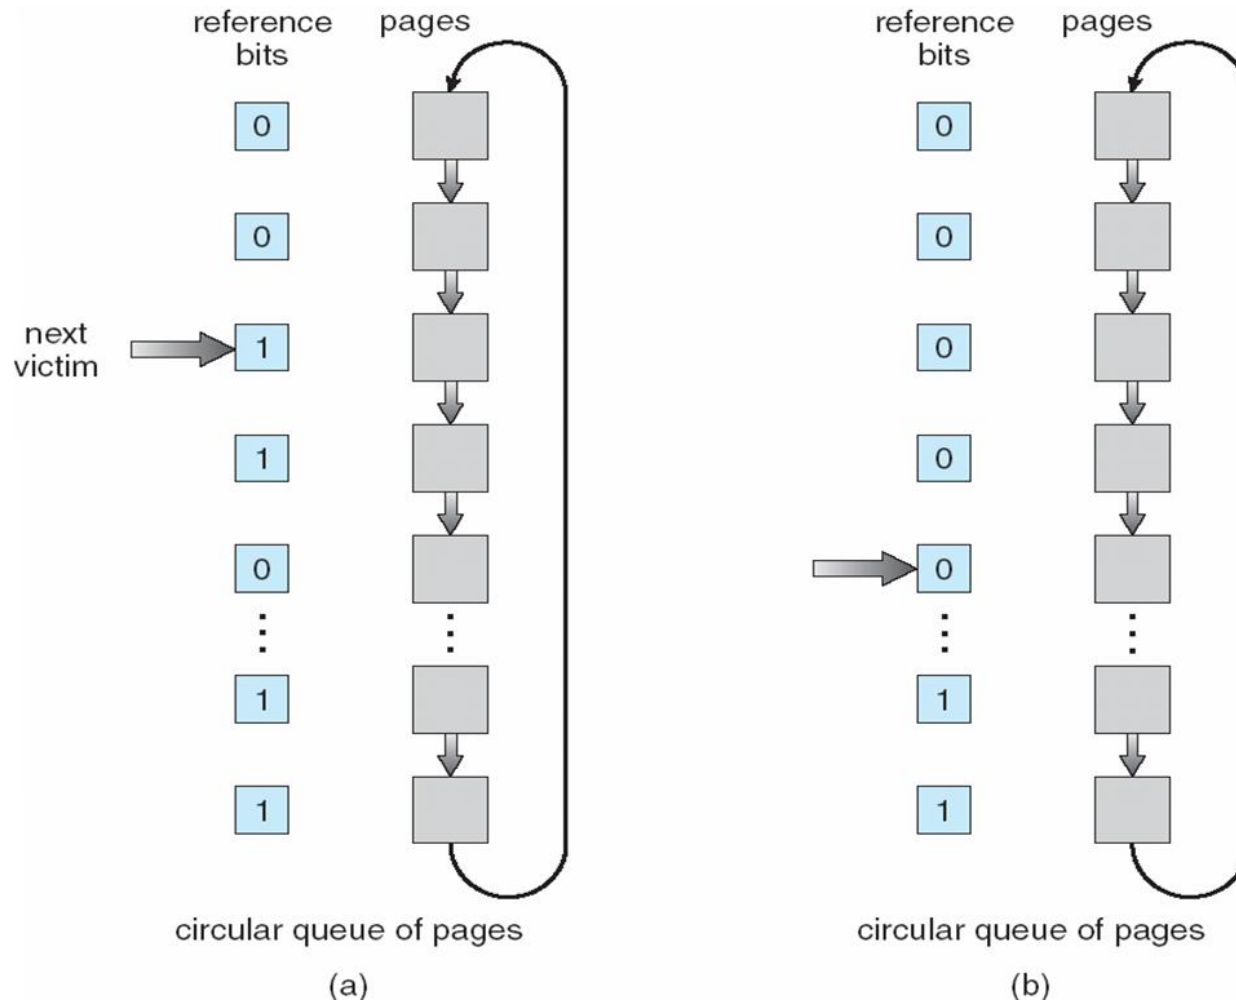 reference
bits
pages
0
0
next
victim
1
1
0
1
1
circular queue of pages
(a)
reference
bits
pages
0
0
0
0
0
1
1
circular queue of pages
(b)